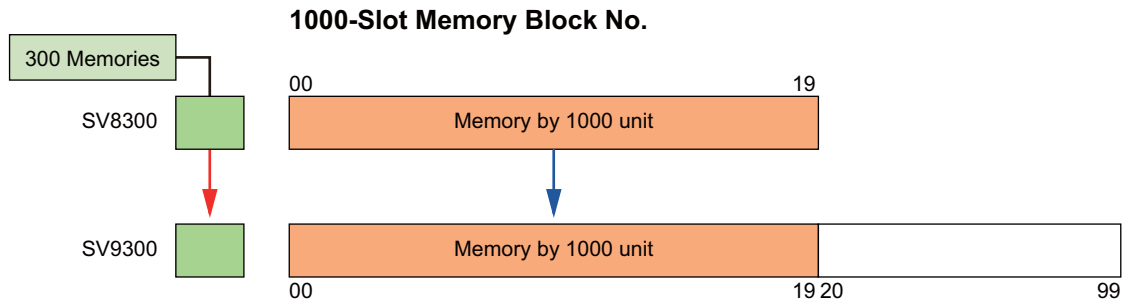 1000-Slot Memory Block No.
300 Memories
00 19
SV8300 Memory by 1000 unit
SV9300 Memory by 1000 unit
00 19 20 99